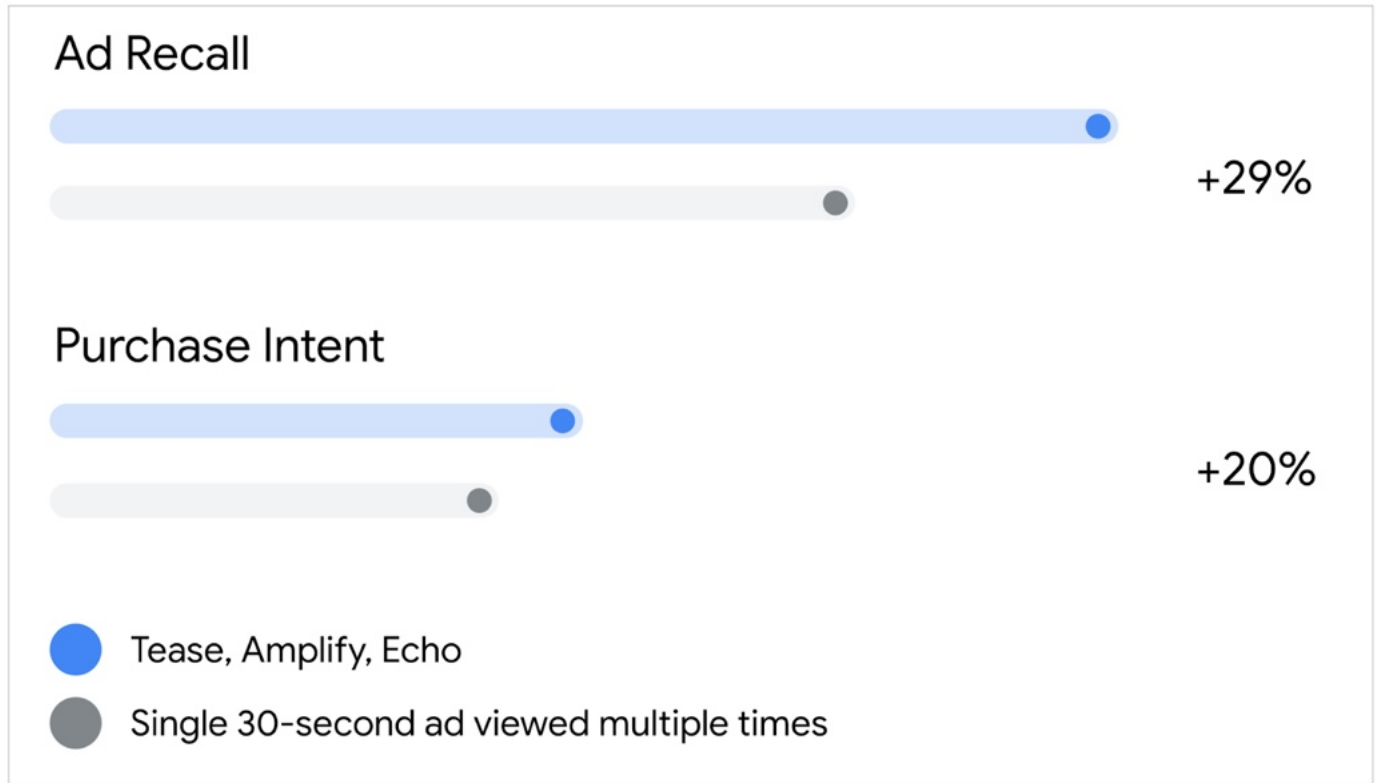 Ad Recall
+29%
Purchase Intent
+20%
Tease, Amplify, Echo
Single 30-second ad viewed multiple times